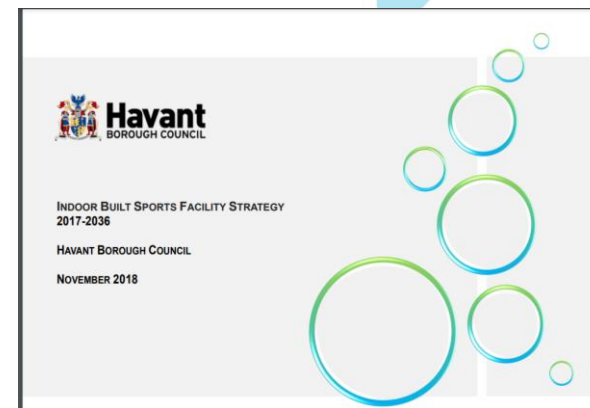 Havant
BOROUGH COUNCIL
INDOOR BUILT SPORTS FACILITY STRATEGY
2017-2036
HAVANT BOROUGH COUNCIL
NOVEMBER 2018